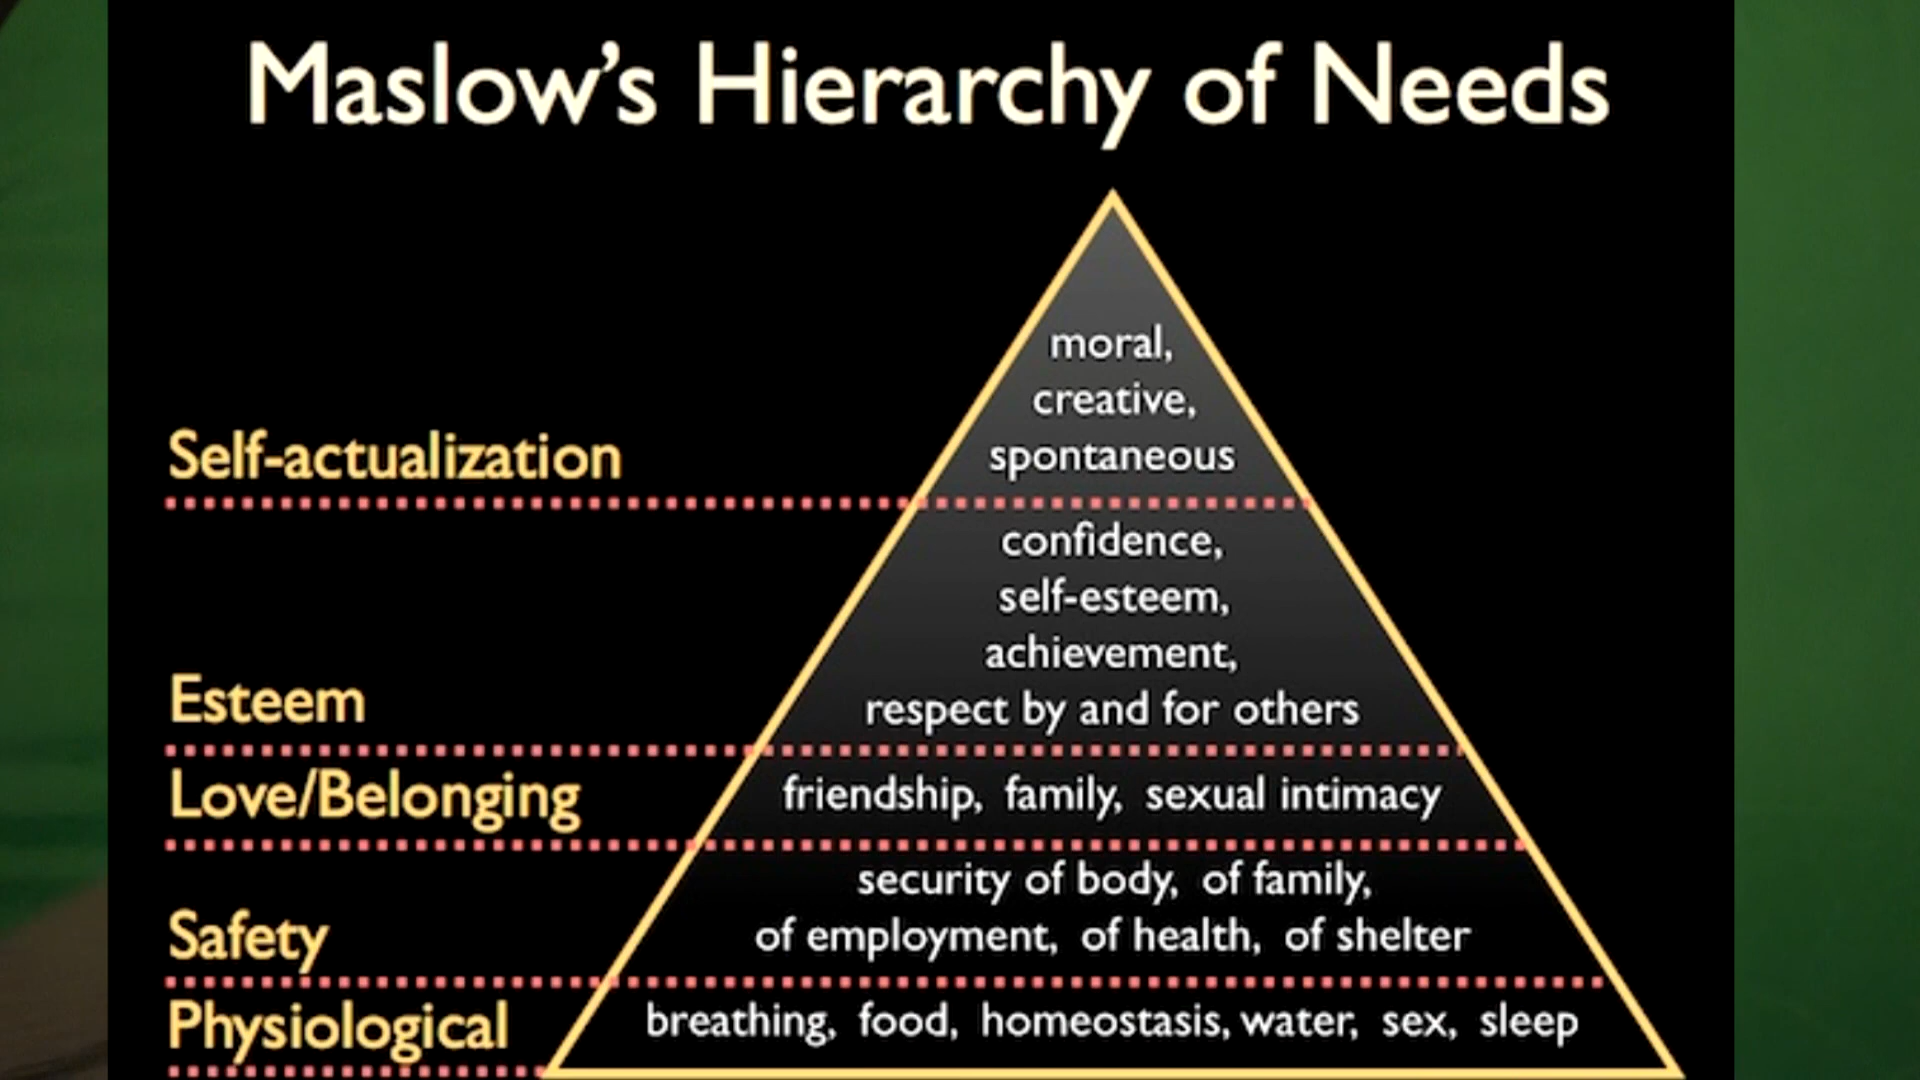 Maslow's Hierarchy of Needs
moral,
creative,
Self-actualization
spontaneous
confidence,
self-esteem,
achievement,
Esteem
respect by and for others
Love/Belonging
friendship, family, sexual intimacy
security of body, of family,
Safety
of employment, of health, of shelter
Physiological
breathing, food, homeostasis, water, sex, sleep